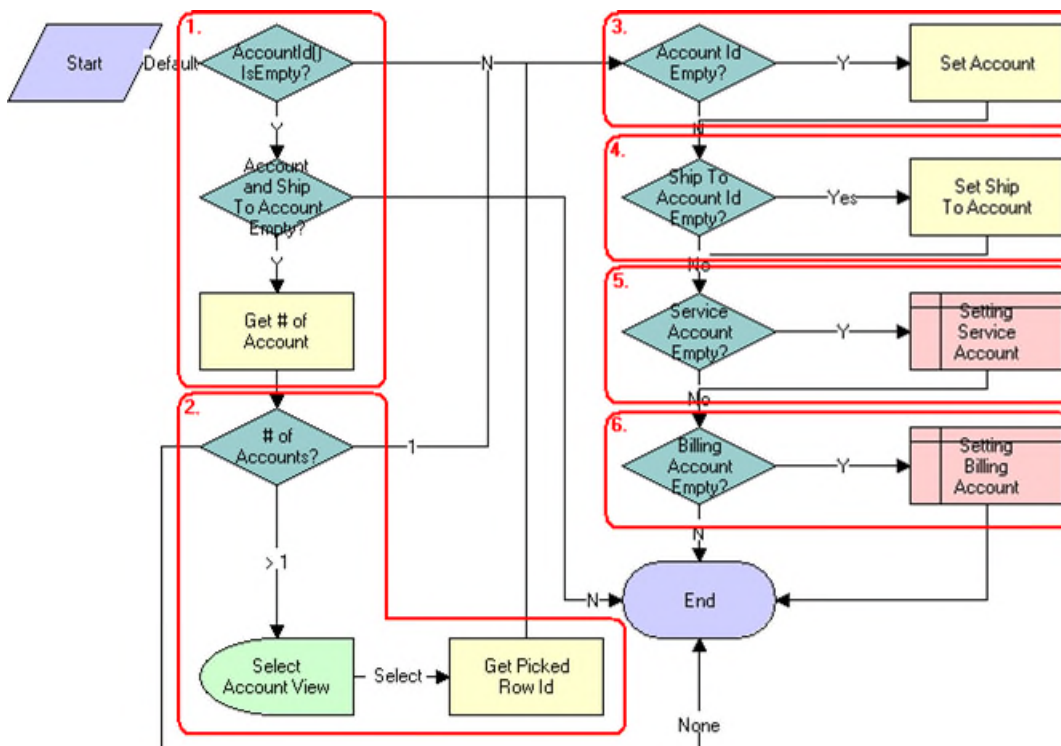 1.
Start
Default
AccountId()
IsEmpty?
N
Y
Account
and Ship
To Account
Empty?
Y
N
Get # of
Account
2.
# of
Accounts?
1
> 1
Select
Account View
Select
Get Picked
Row Id
3.
Account Id
Empty?
Y
Set Account
N
4.
Ship To
Account Id
Empty?
Yes
Set Ship
To Account
No
5.
Service
Account
Empty?
Y
Setting
Service
Account
No
6.
Billing
Account
Empty?
Y
Setting
Billing
Account
N
End
None